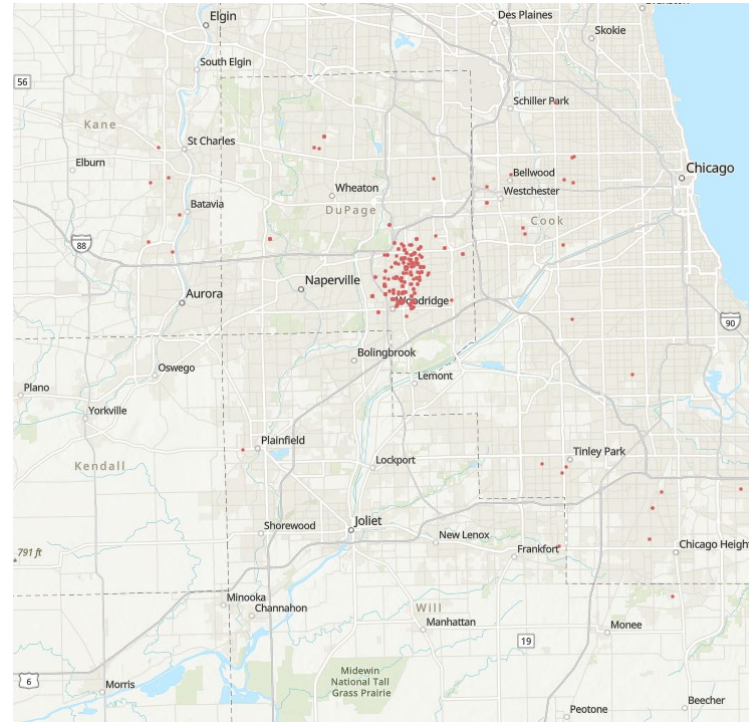 Elgin
Des Plaines
Skokie
South Elgin
56
Schiller Park
Kane
St Charles
Elburn
Bellwood
Chicago
Wheaton
Westchester
Batavia
DuPage
Cook
88
Naperville
Aurora
Woodridge
90
Bolingbrook
Oswego
Lemont
Plano
Yorkville
Plainfield
Tinley Park
Kendall
Lockport
Joliet
Shorewood
New Lenox
791 ft
Frankfort
Chicago Heigh
Minooka
Will
Channahon
Manhattan
Monee
19
Midewin
National Tall
Grass Prairie
6
Morris
Beecher
Peotone